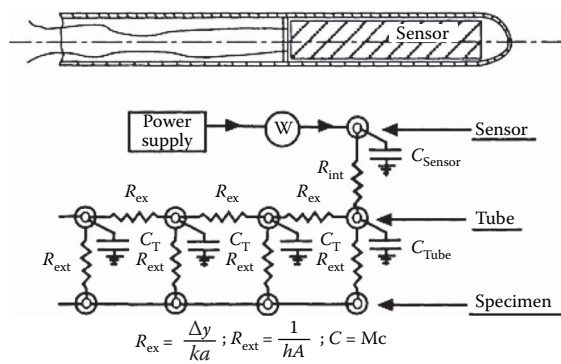 Sensor
Power
supply
W
Sensor
C_Sensor
R_int
R_ex R_ex R_ex
Tube
C_T C_T C_T C_Tube
R_ext R_ext R_ext R_ext
Specimen
R_ex = Δy/ka ; R_ext = 1/hA ; C = Mc